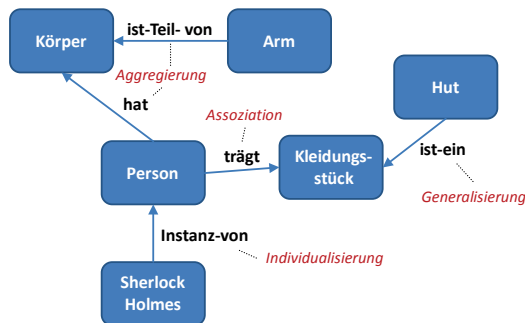 Körper
ist-Teil- von
Arm
Aggregierung
hat
Hut
Assoziation
Person
trägt
Kleidungs-
stück
ist-ein
Generalisierung
Instanz-von
Individualisierung
Sherlock
Holmes